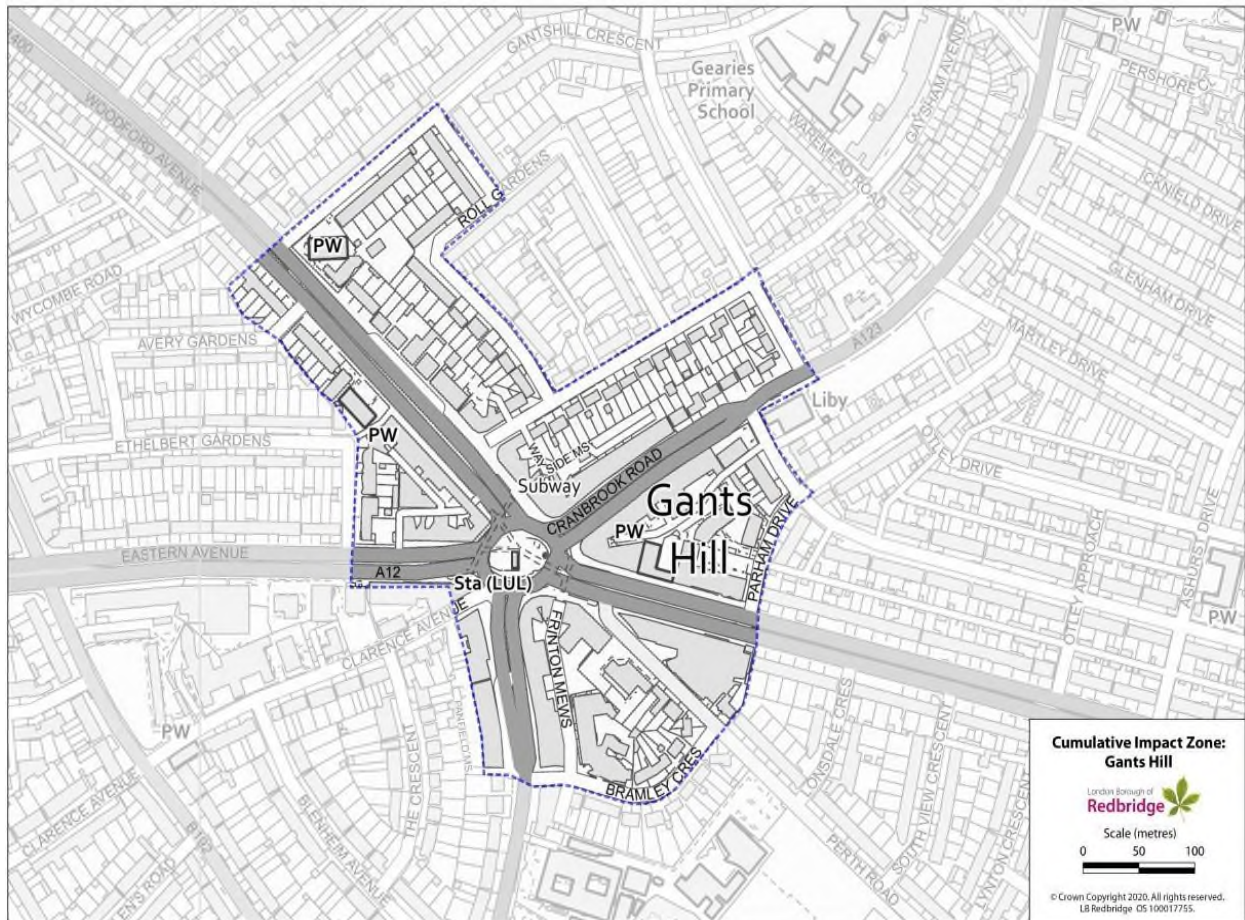 PW
GANTSHILL CRESCENT
Gearies
Primary
School
WAREMEAD ROAD
GAYSHAM AVENUE
PERSHORE
ICKNIELD DRIVE
GLENHAM DRIVE
MARTLEY DRIVE
400
WOODFORD AVENUE
WYCOMBE ROAD
ROLL GARDENS
PW
AVERY GARDENS
A123
Liby
PW
ETHELBERT GARDENS
WAYSIDE MS
Subway
CRANBROOK ROAD
Gants
Hill
PW
OTLEY DRIVE
PARHAM DRIVE
OTLEY APPROACH
ASHURST DRIVE
PW
EASTERN AVENUE
A12
Sta (LUL)
CLARENCE AVENUE
FRINTON MEWS
PW
THE CRESCENT
BRAMLEY CRES
CLARENCE AVENUE
BLENHEIM AVENUE
B192
PERTH ROAD
LONSDALE CRES
SOUTH VIEW CRESCENT
LYNTON CRESCENT
Cumulative Impact Zone:
Gants Hill
London Borough of
Redbridge
Scale (metres)
0 50 100
© Crown Copyright 2020. All rights reserved.
LB Redbridge OS 100017755.